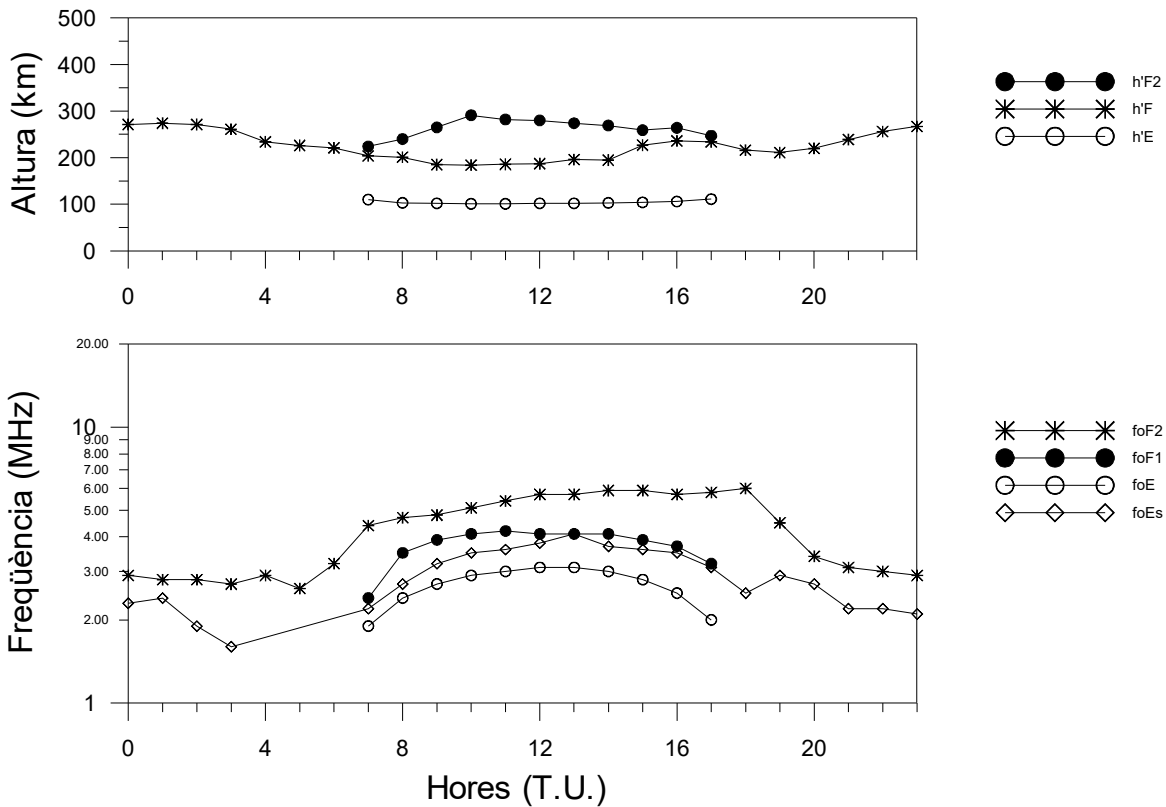 Altura (km)
500
400
300
200
100
0
0 4 8 12 16 20
h'F2
h'F
h'E
Freqüència (MHz)
20.00
10
9.00
8.00
7.00
6.00
5.00
4.00
3.00
2.00
1
0 4 8 12 16 20
Hores (T.U.)
foF2
foF1
foE
foEs